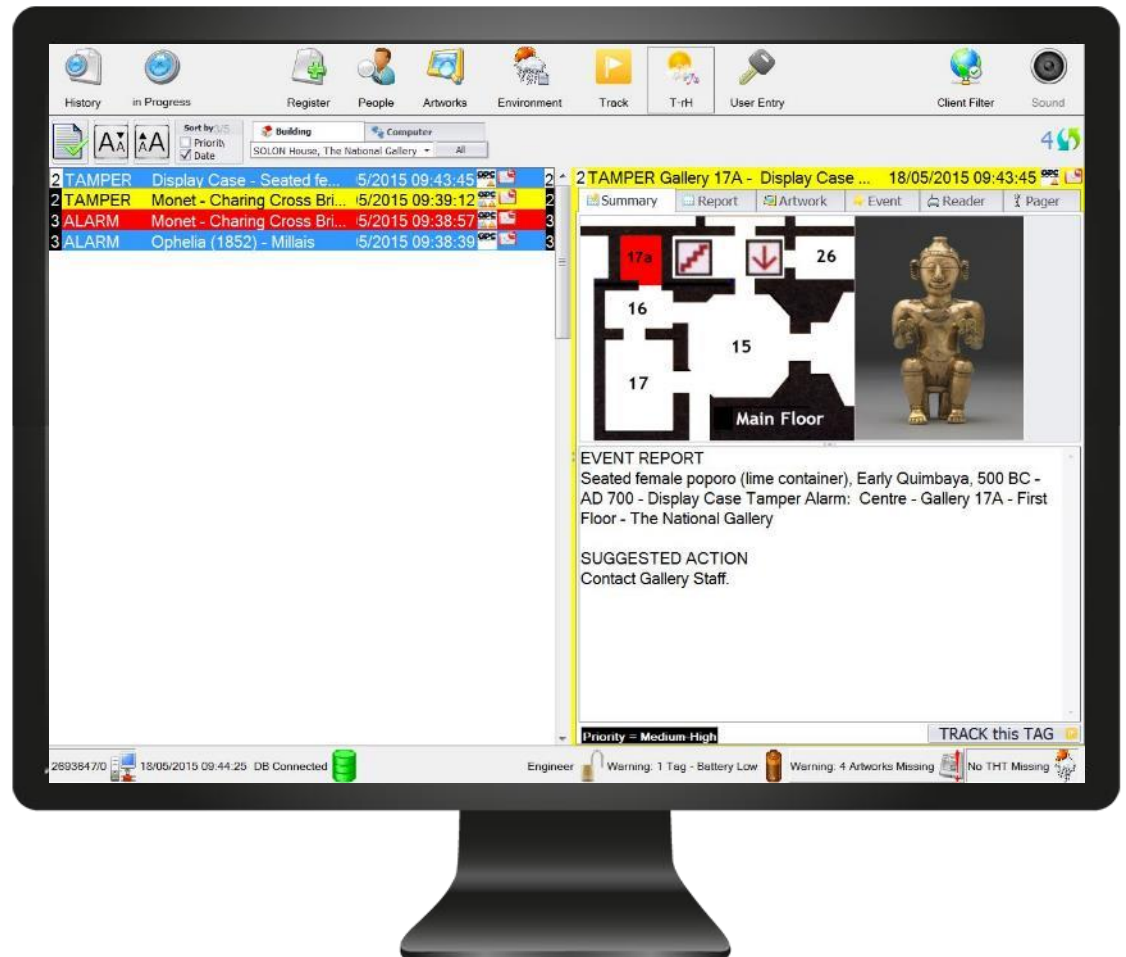 History in Progress Register People Artworks Environment Track T-rH User Entry Client Filter Sound
Sort by 3/5
Priority
Date
Building Computer
SOLON House, The National Gallery All
4
2 TAMPER Display Case - Seated fe... 5/2015 09:43:45 OPC 2
2 TAMPER Monet - Charing Cross Bri... 5/2015 09:39:12 OPC 2
3 ALARM Monet - Charing Cross Bri... 5/2015 09:38:57 OPC 3
3 ALARM Ophelia (1852) - Millais 5/2015 09:38:39 OPC 3
2 TAMPER Gallery 17A - Display Case ... 18/05/2015 09:43:45 OPC
Summary Report Artwork Event Reader Pager
17a
26
16
15
17
Main Floor
EVENT REPORT
Seated female poporo (lime container), Early Quimbaya, 500 BC -
AD 700 - Display Case Tamper Alarm: Centre - Gallery 17A - First
Floor - The National Gallery
SUGGESTED ACTION
Contact Gallery Staff.
Priority = Medium-High
TRACK this TAG
2693647/0 18/05/2015 09:44:25 DB Connected Engineer Warning: 1 Tag - Battery Low Warning: 4 Artworks Missing No THT Missing